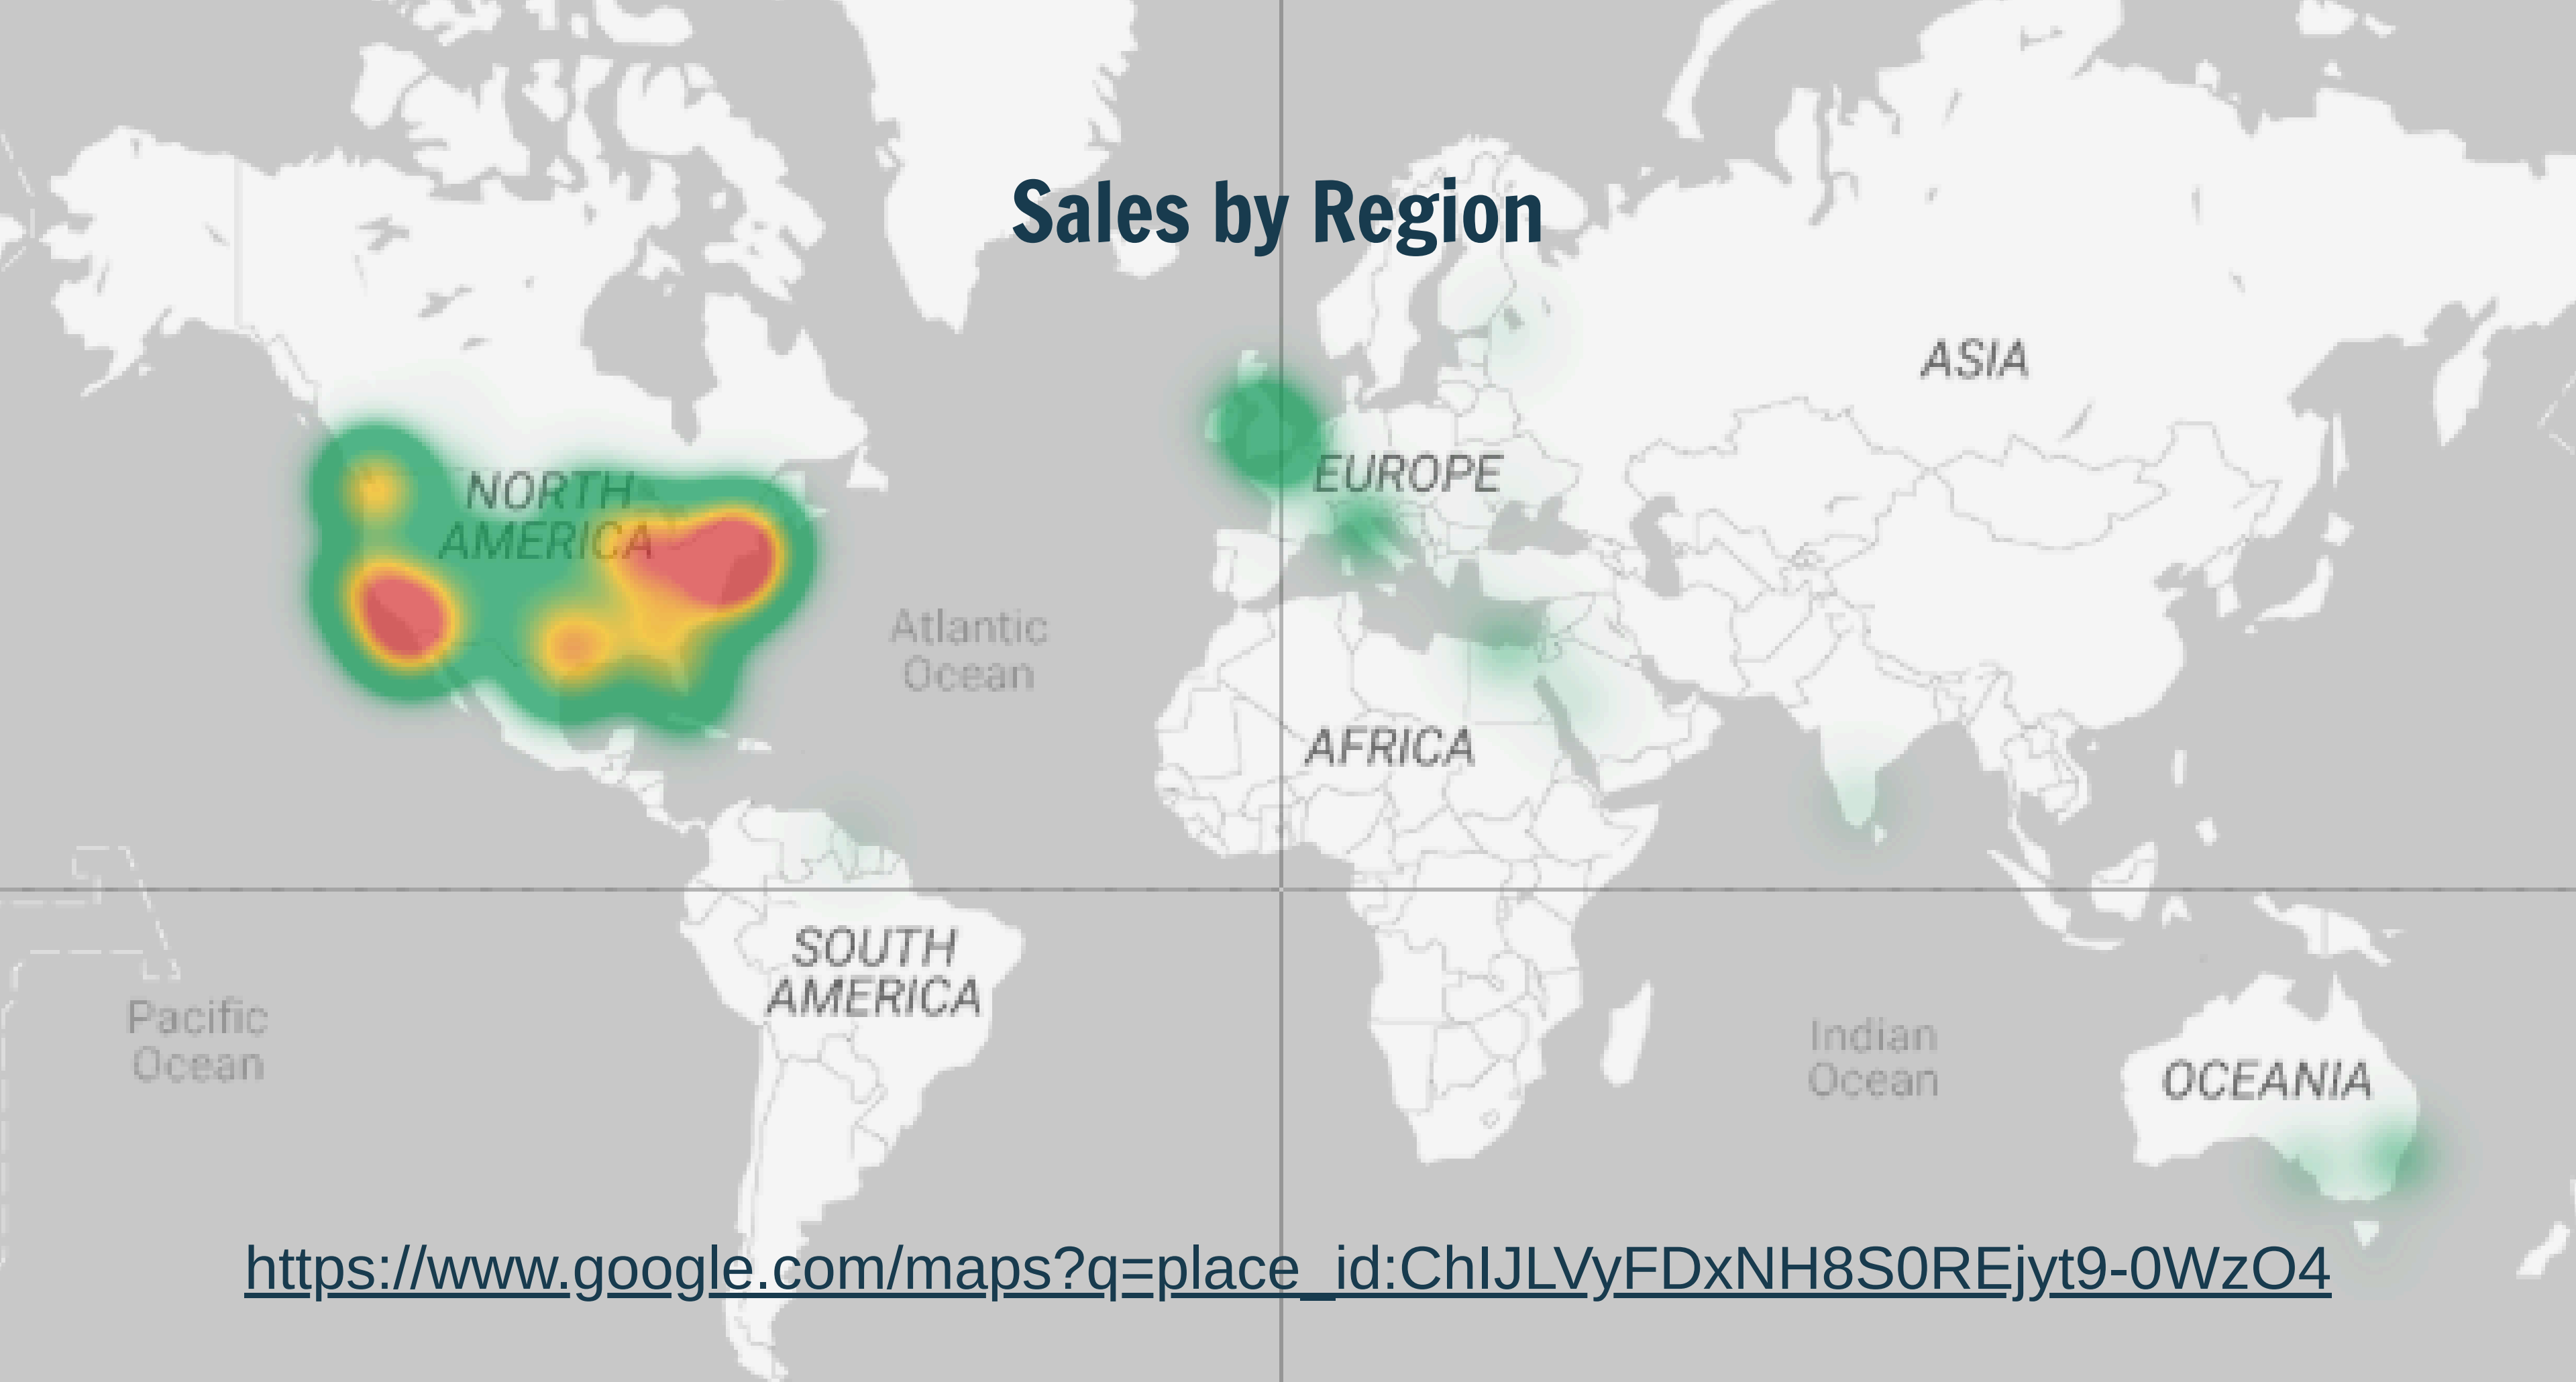 Sales by Region
ASIA
NORTH
AMERICA
EUROPE
Atlantic
Ocean
AFRICA
SOUTH
AMERICA
Pacific
Ocean
Indian
Ocean
OCEANIA
https://www.google.com/maps?q=place_id:ChIJLVyFDxNH8S0REjyt9-0WzO4